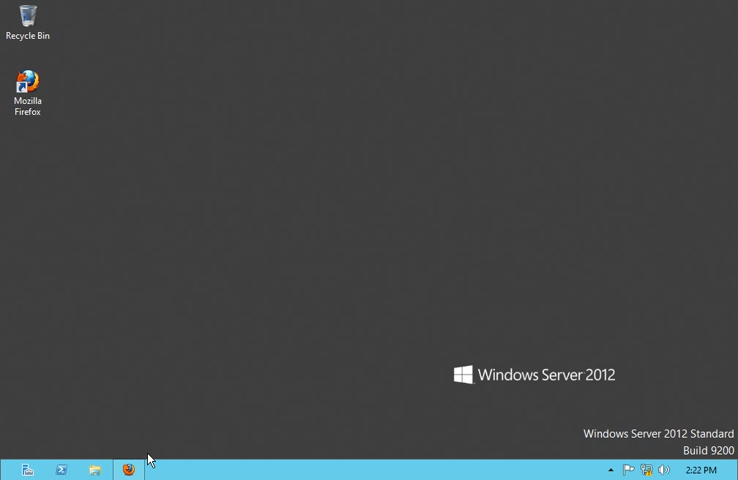 Recycle Bin
Mozilla
Firefox
Windows Server 2012
Windows Server 2012 Standard
Build 9200
2:22 PM